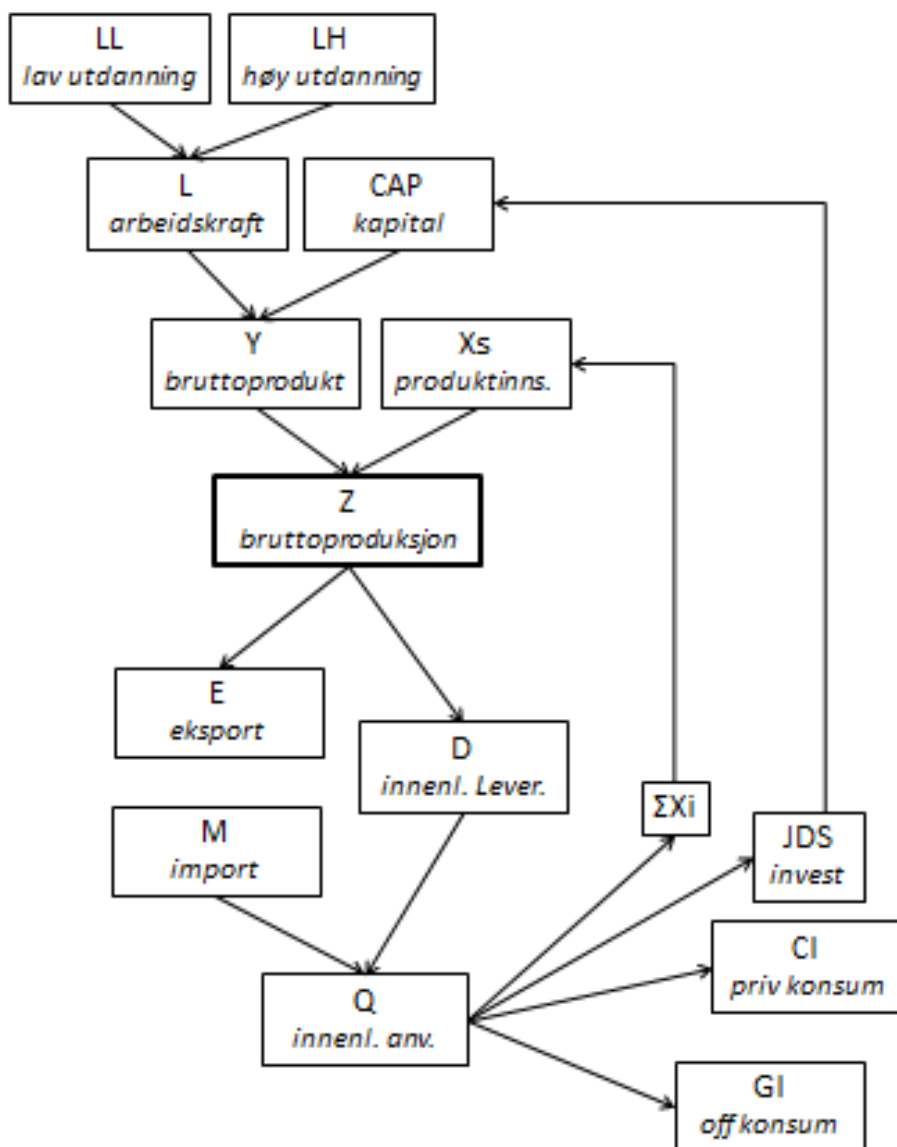 LL
lav utdanning
LH
høy utdanning
L
arbeidskraft
CAP
kapital
Y
bruttoprodukt
Xs
produktinns.
Z
bruttoproduksjon
E
eksport
D
innenl. Lever.
M
import
ΣXi
JDS
invest
CI
priv konsum
Q
innenl. anv.
GI
off konsum